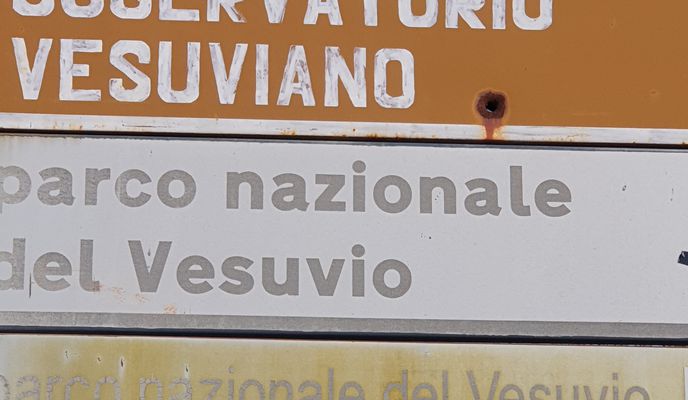 OSSERVATORIO
VESUVIANO
parco nazionale
del Vesuvio
parco nazionale del Vesuvio